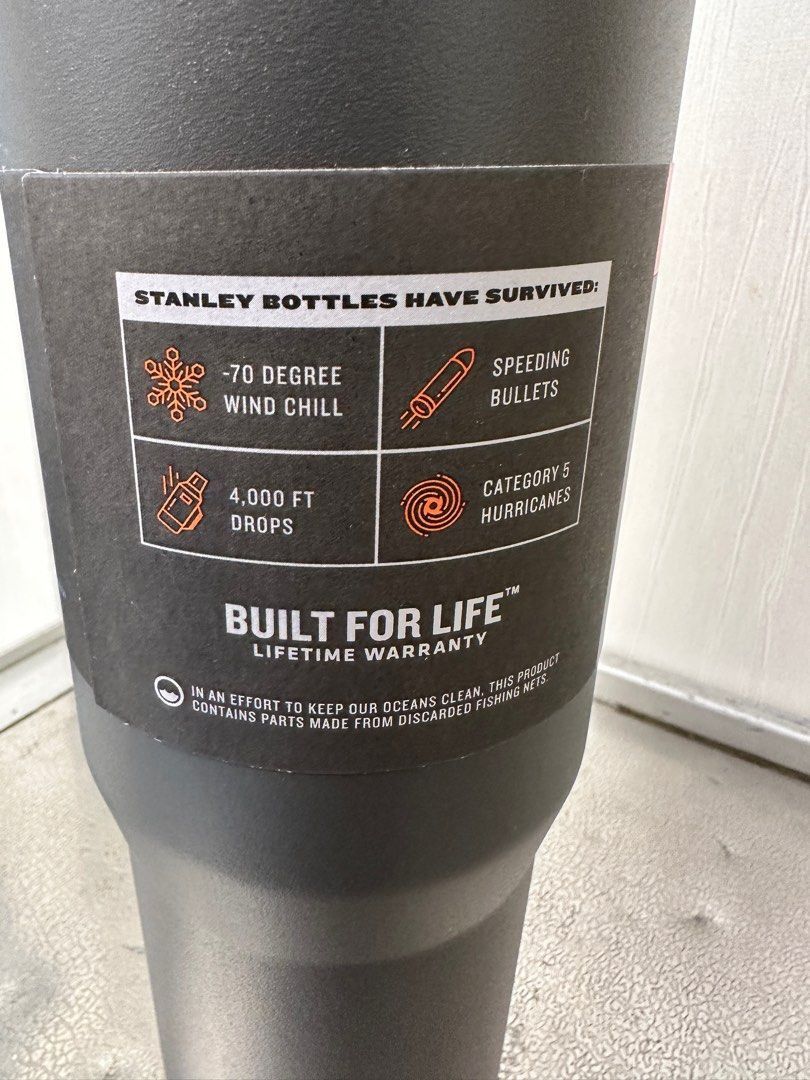 STANLEY BOTTLES HAVE SURVIVED:
-70 DEGREE
WIND CHILL
SPEEDING
BULLETS
4,000 FT
DROPS
CATEGORY 5
HURRICANES
BUILT FOR LIFE™
LIFETIME WARRANTY
IN AN EFFORT TO KEEP OUR OCEANS CLEAN, THIS PRODUCT
CONTAINS PARTS MADE FROM DISCARDED FISHING NETS.